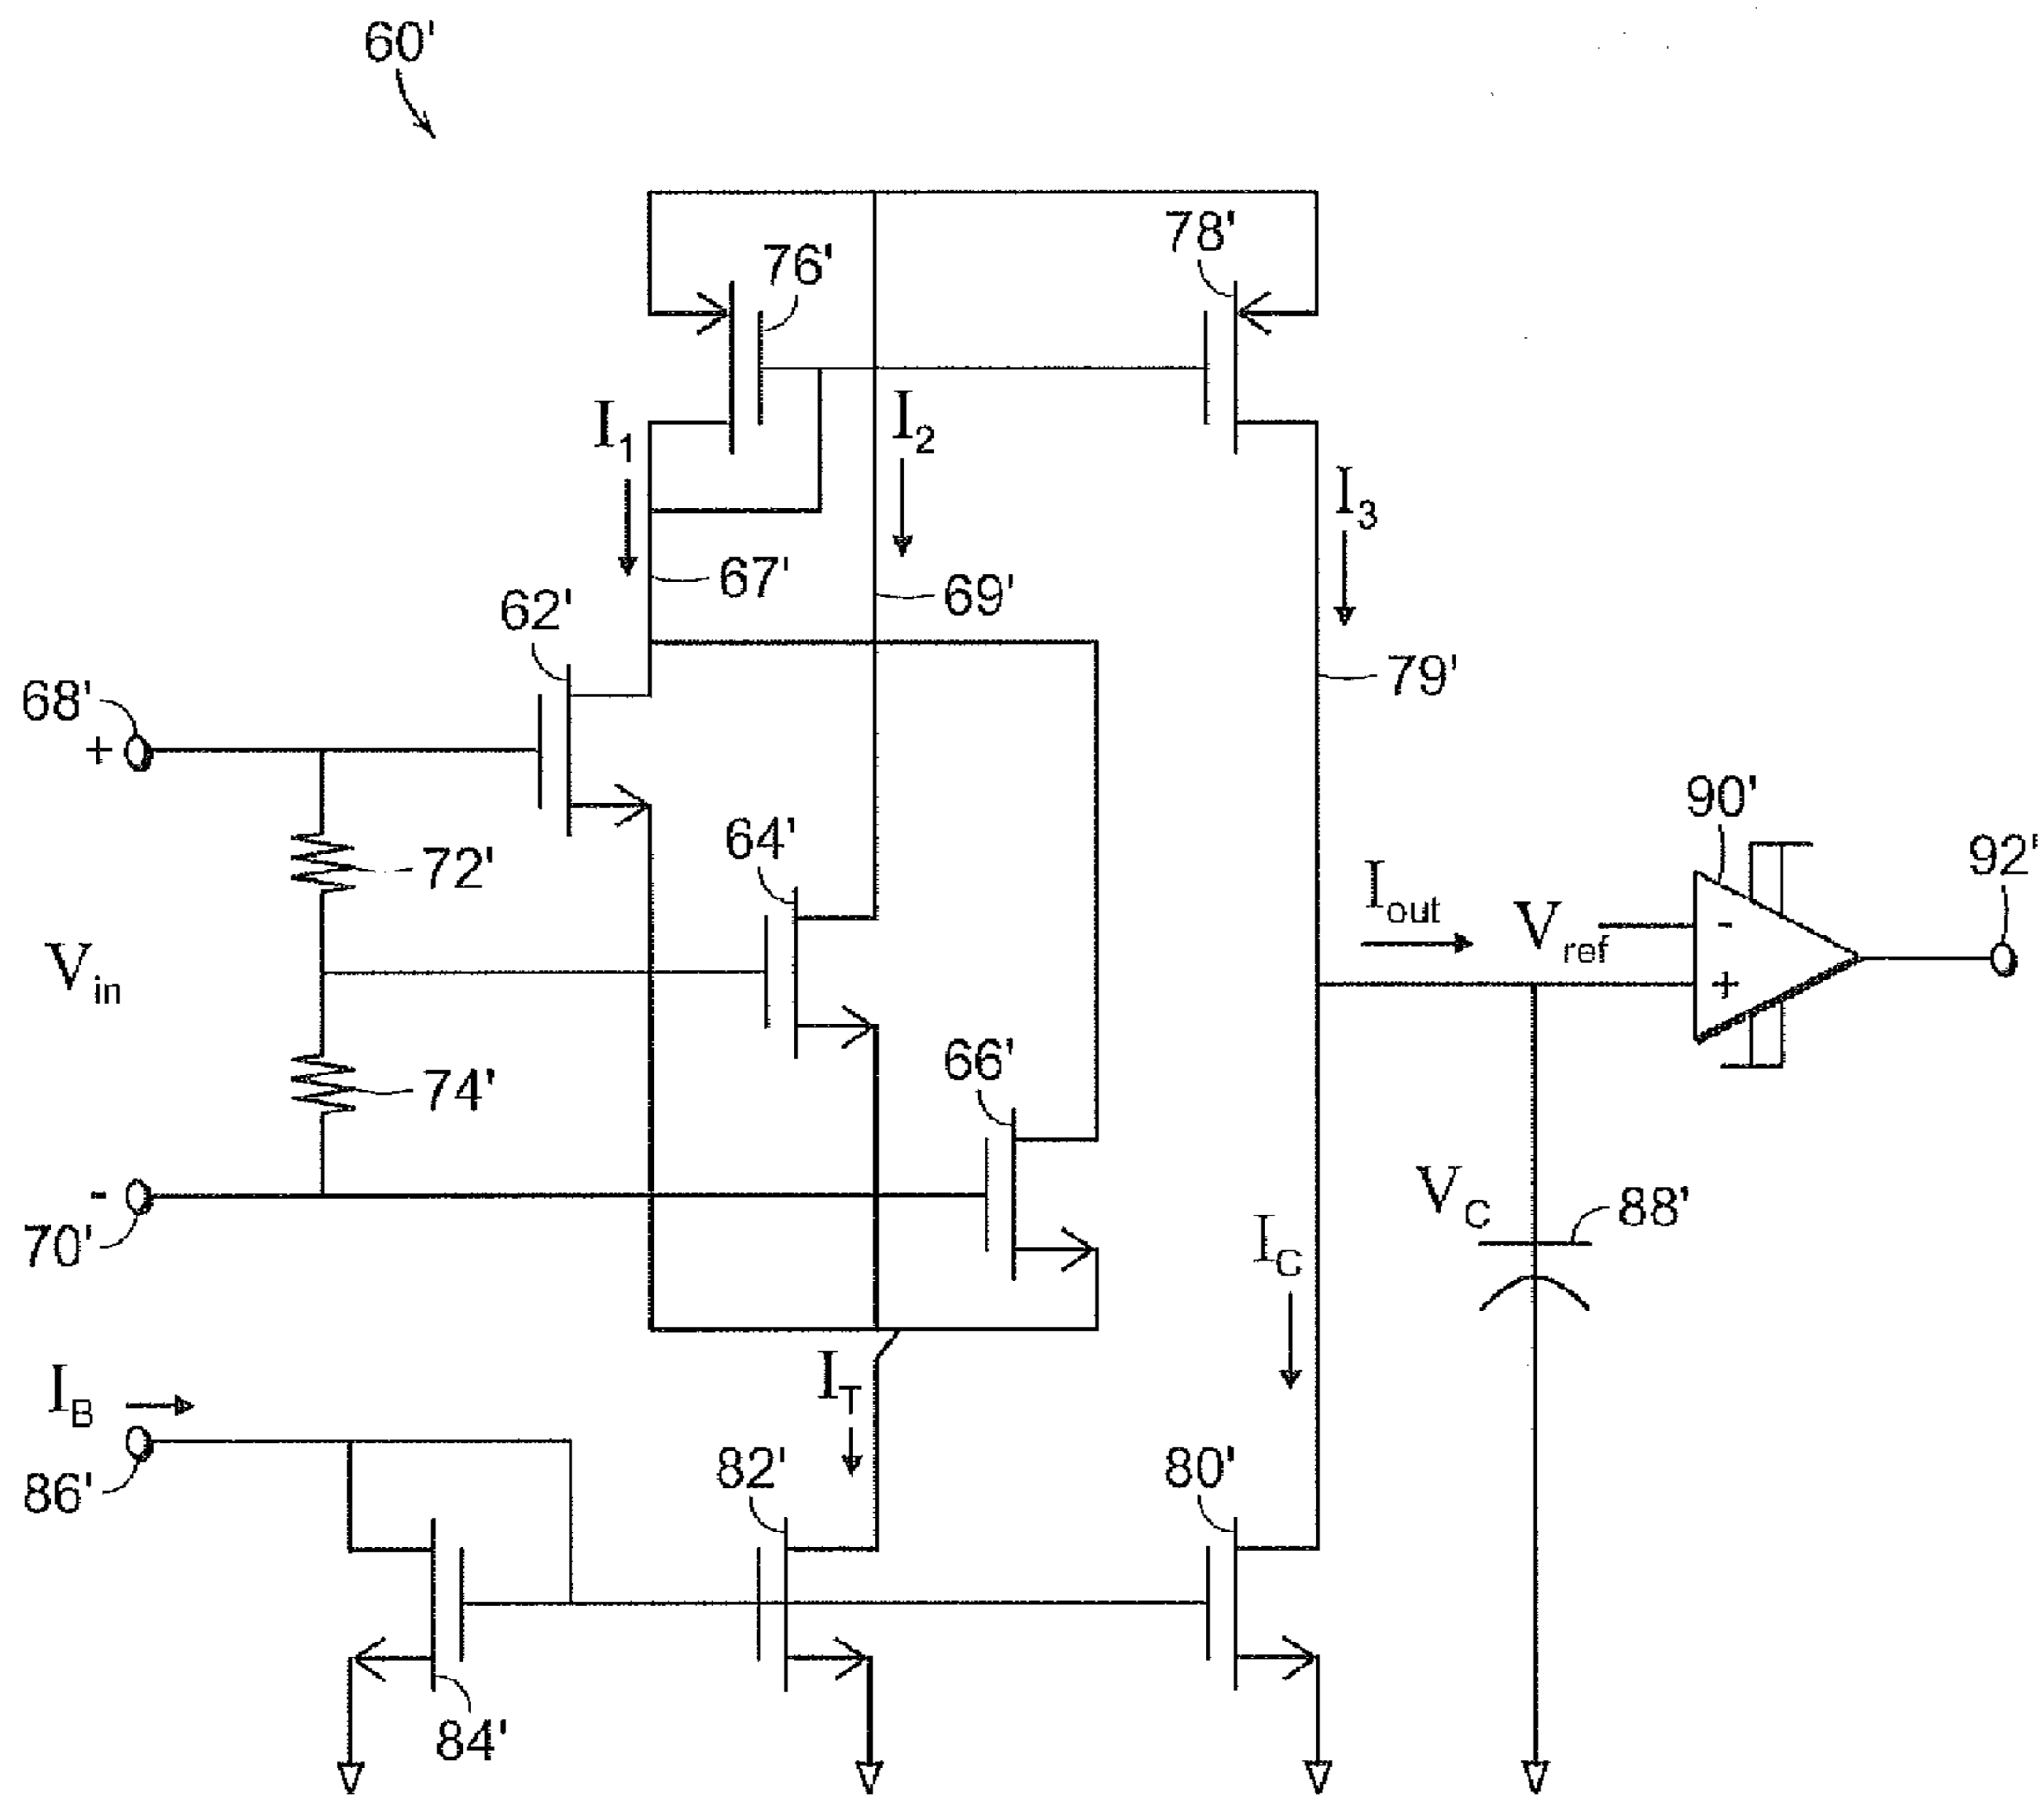 60'
78'
76'
I1
I2
I3
67'
69'
62'
68'
+
79'
90'
64'
72'
92'
Iout
Vref
-
+
Vin
66'
74'
-
70'
VC
88'
IC
IT
IB
82'
80'
86'
84'